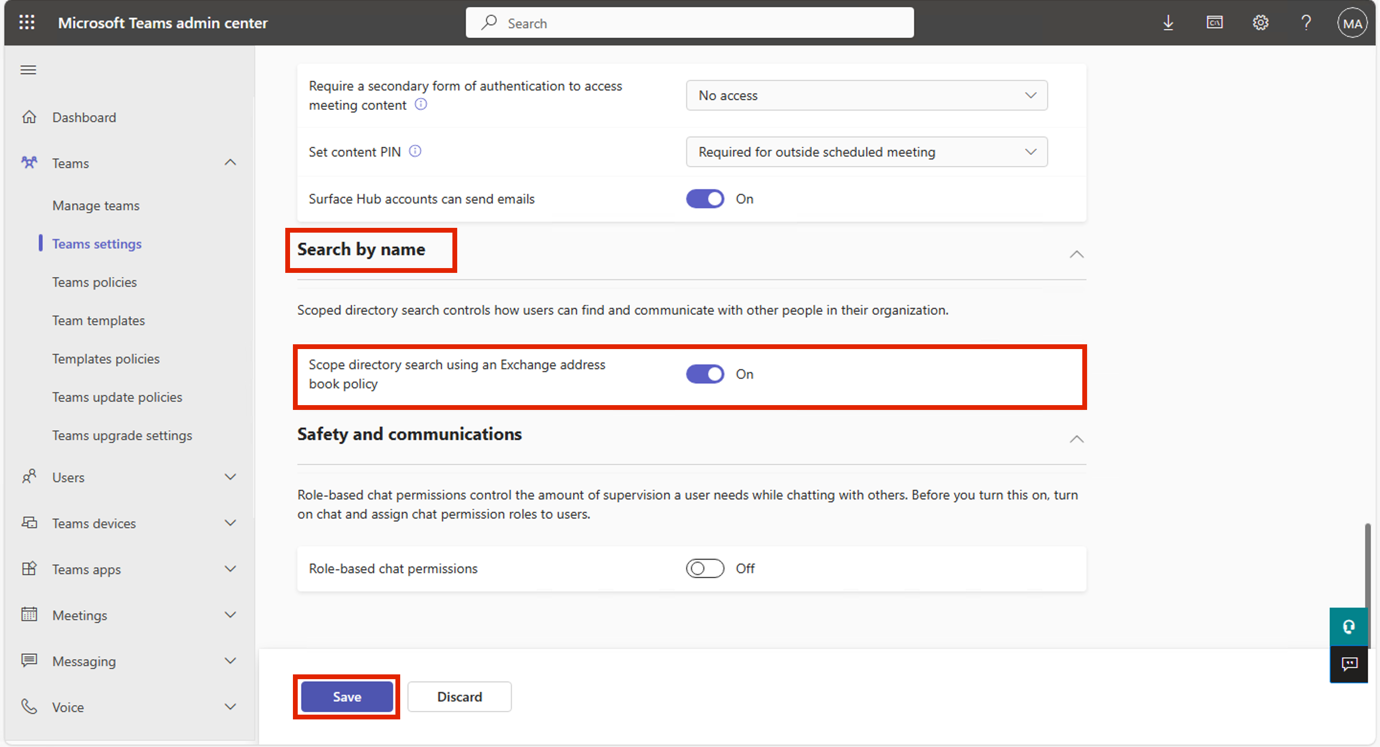 Microsoft Teams admin center
Search
MA
Dashboard
Teams
Manage teams
Teams settings
Teams policies
Team templates
Templates policies
Teams update policies
Teams upgrade settings
Users
Teams devices
Teams apps
Meetings
Messaging
Voice
Require a secondary form of authentication to access
meeting content
No access
Set content PIN
Required for outside scheduled meeting
Surface Hub accounts can send emails
On
Search by name
Scoped directory search controls how users can find and communicate with other people in their organization.
Scope directory search using an Exchange address
book policy
On
Safety and communications
Role-based chat permissions control the amount of supervision a user needs while chatting with others. Before you turn this on, turn
on chat and assign chat permission roles to users.
Role-based chat permissions
Off
Save
Discard